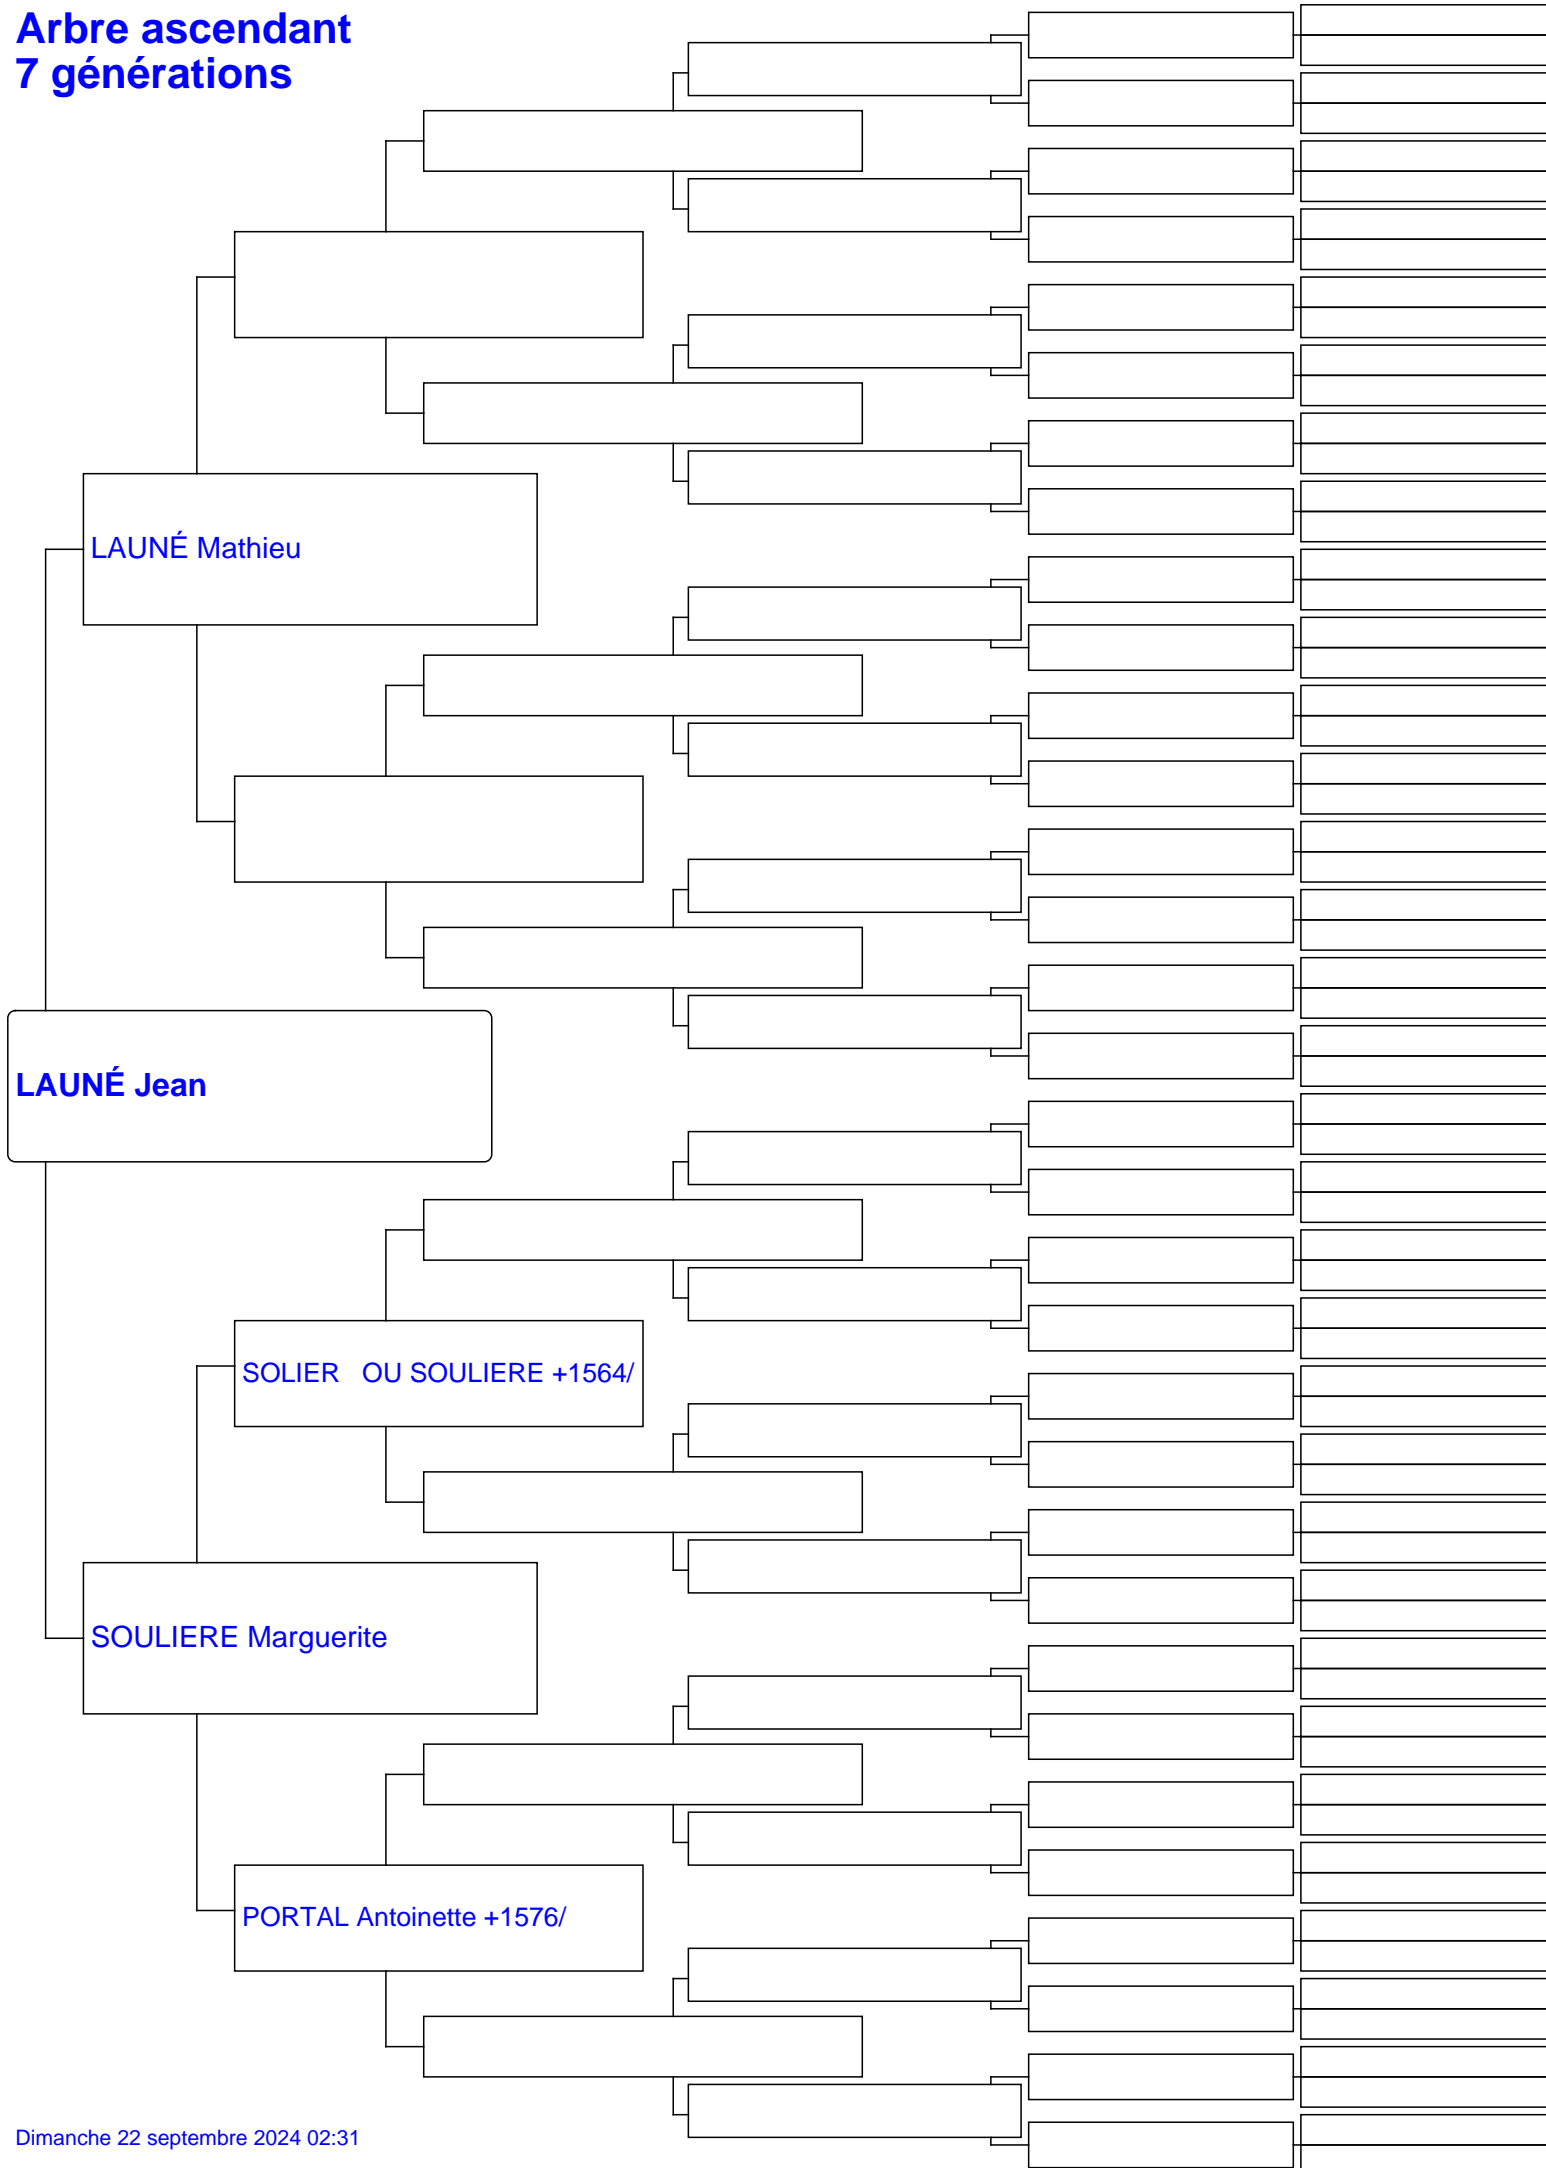 Arbre ascendant
7 générations
LAUNÉ Mathieu
LAUNÉ Jean
SOLIER   OU SOULIERE +1564/
SOULIERE Marguerite
PORTAL Antoinette +1576/
Dimanche 22 septembre 2024 02:31